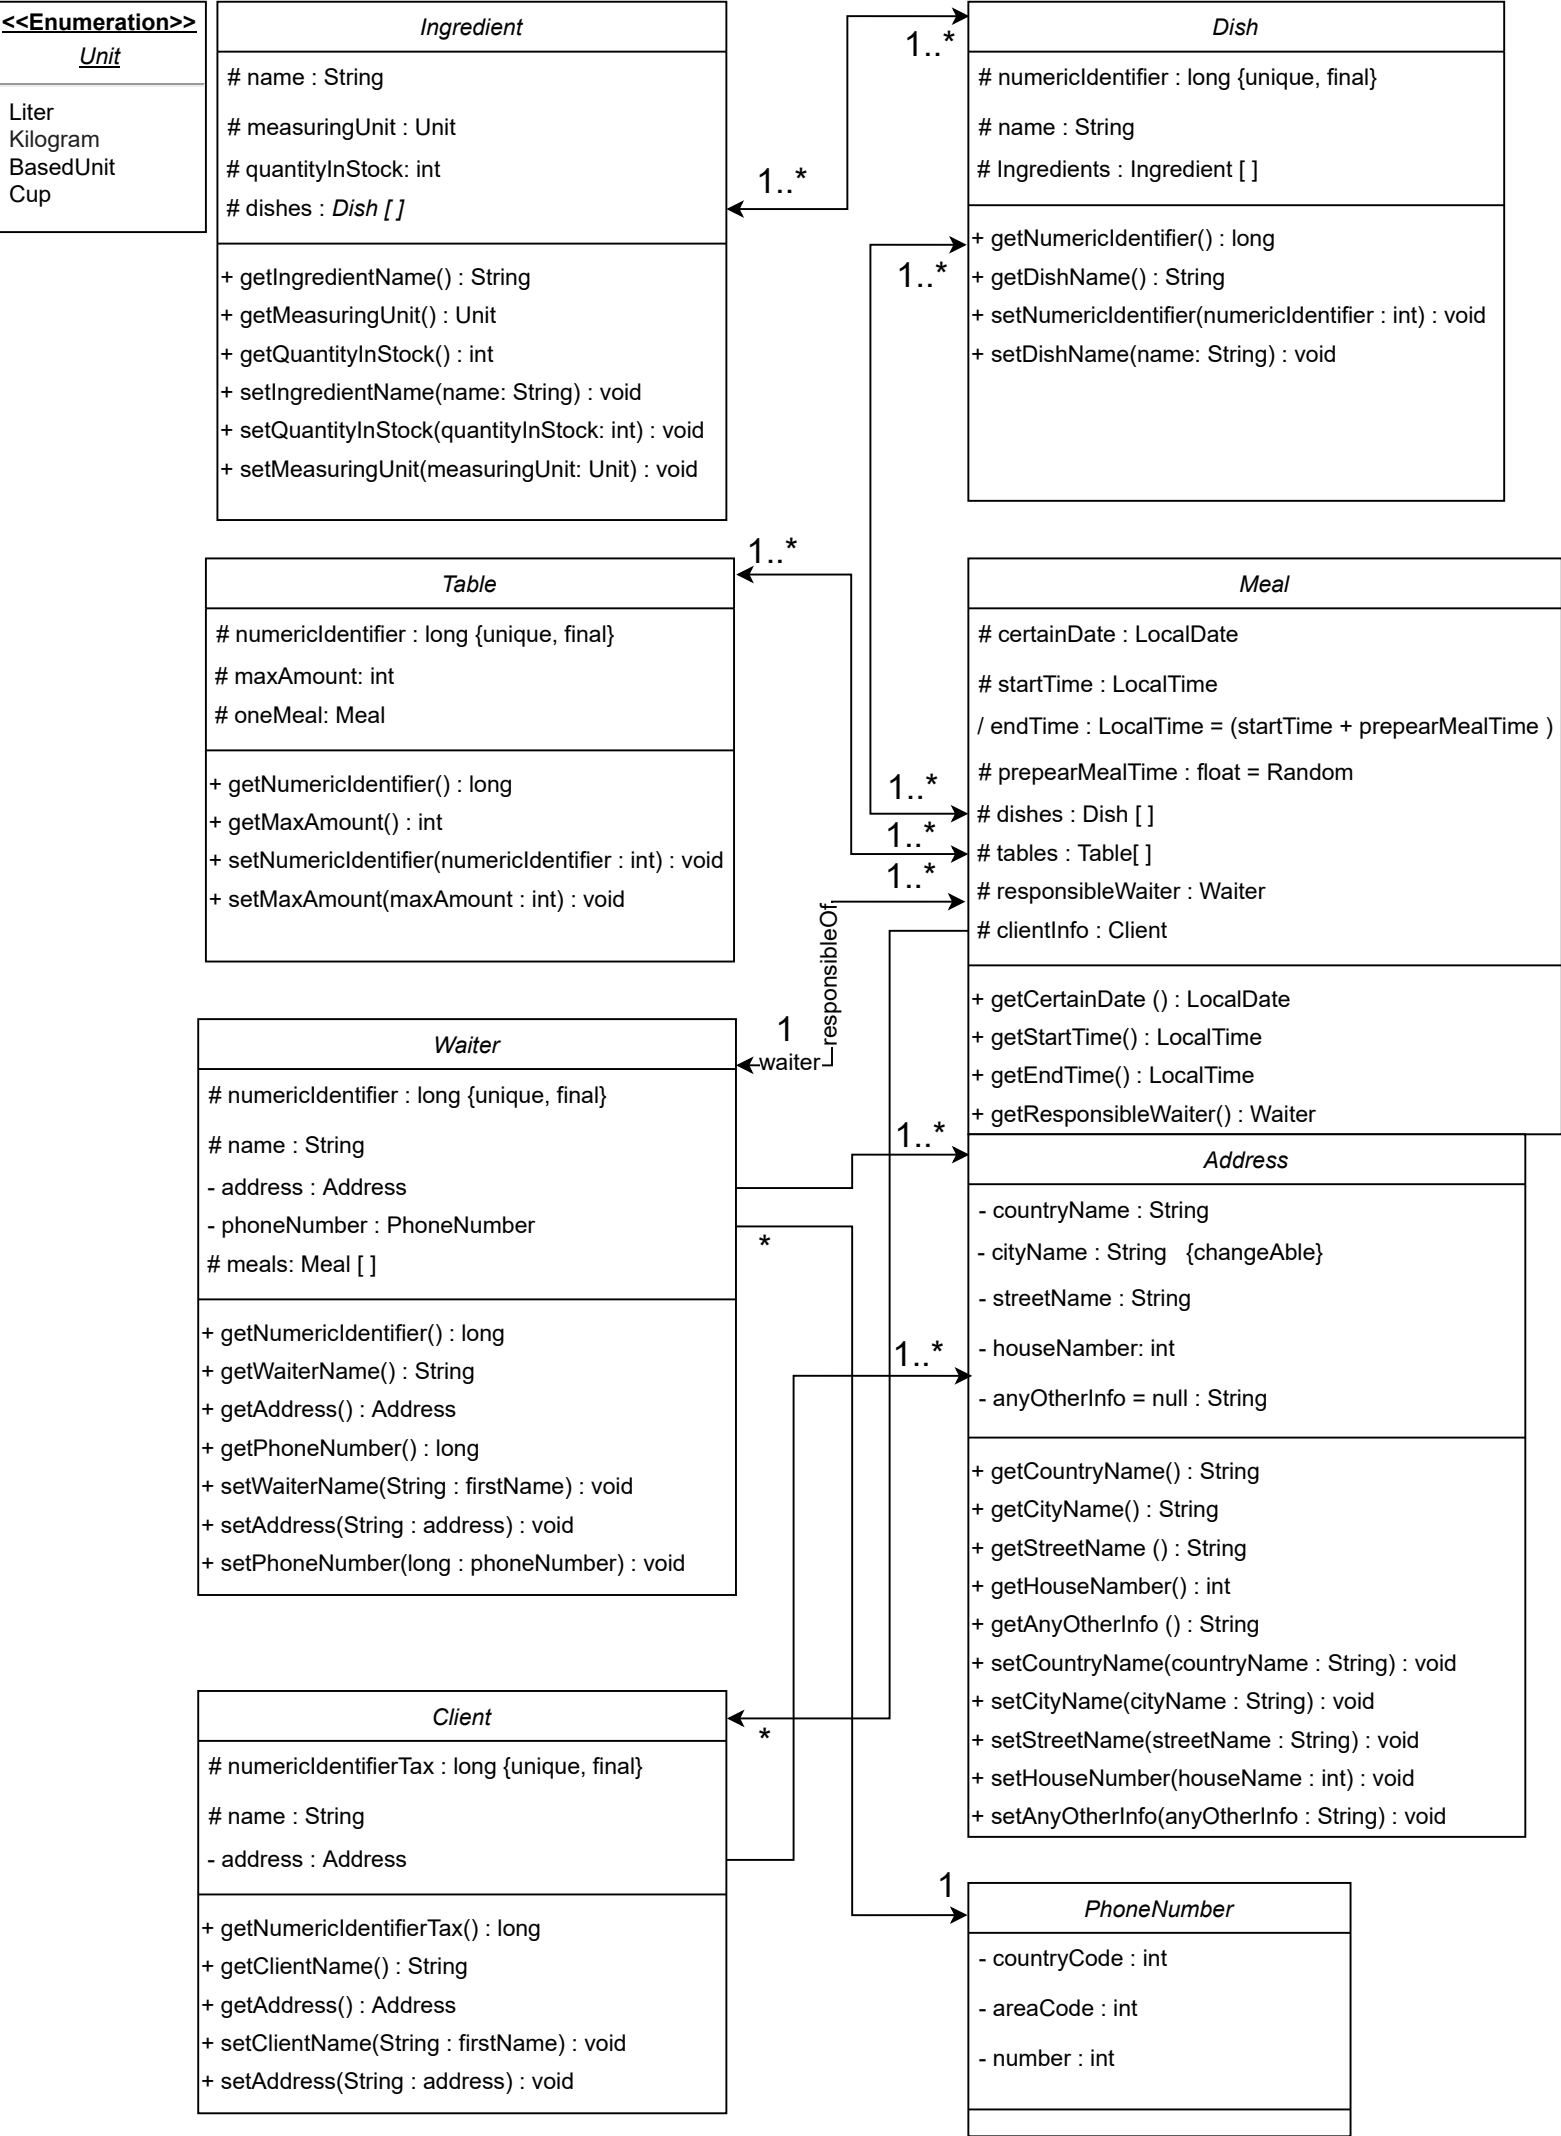 <<Enumeration>>
Unit
Liter
Kilogram
BasedUnit
Cup
Ingredient
# name : String
# measuringUnit : Unit
# quantityInStock: int
# dishes : Dish [ ]
+ getIngredientName() : String
+ getMeasuringUnit() : Unit
+ getQuantityInStock() : int
+ setIngredientName(name: String) : void
+ setQuantityInStock(quantityInStock: int) : void
+ setMeasuringUnit(measuringUnit: Unit) : void
1..*
1..*
Dish
# numericIdentifier : long {unique, final}
# name : String
# Ingredients : Ingredient [ ]
+ getNumericIdentifier() : long
+ getDishName() : String
+ setNumericIdentifier(numericIdentifier : int) : void
+ setDishName(name: String) : void
1..*
1..*
Table
# numericIdentifier : long {unique, final}
# maxAmount: int
# oneMeal: Meal
+ getNumericIdentifier() : long
+ getMaxAmount() : int
+ setNumericIdentifier(numericIdentifier : int) : void
+ setMaxAmount(maxAmount : int) : void
Meal
# certainDate : LocalDate
# startTime : LocalTime
/ endTime : LocalTime = (startTime + prepearMealTime )
# prepearMealTime : float = Random
# dishes : Dish [ ]
# tables : Table[ ]
# responsibleWaiter : Waiter
# clientInfo : Client
+ getCertainDate () : LocalDate
+ getStartTime() : LocalTime
+ getEndTime() : LocalTime
+ getResponsibleWaiter() : Waiter
1..*
1..*
1..*
responsibleOf
1
waiter
Waiter
# numericIdentifier : long {unique, final}
# name : String
- address : Address
- phoneNumber : PhoneNumber
# meals: Meal [ ]
+ getNumericIdentifier() : long
+ getWaiterName() : String
+ getAddress() : Address
+ getPhoneNumber() : long
+ setWaiterName(String : firstName) : void
+ setAddress(String : address) : void
+ setPhoneNumber(long : phoneNumber) : void
1..*
*
1..*
Address
- countryName : String
- cityName : String {changeAble}
- streetName : String
- houseNamber: int
- anyOtherInfo = null : String
+ getCountryName() : String
+ getCityName() : String
+ getStreetName () : String
+ getHouseNamber() : int
+ getAnyOtherInfo () : String
+ setCountryName(countryName : String) : void
+ setCityName(cityName : String) : void
+ setStreetName(streetName : String) : void
+ setHouseNumber(houseName : int) : void
+ setAnyOtherInfo(anyOtherInfo : String) : void
Client
# numericIdentifierTax : long {unique, final}
# name : String
- address : Address
+ getNumericIdentifierTax() : long
+ getClientName() : String
+ getAddress() : Address
+ setClientName(String : firstName) : void
+ setAddress(String : address) : void
*
1
PhoneNumber
- countryCode : int
- areaCode : int
- number : int